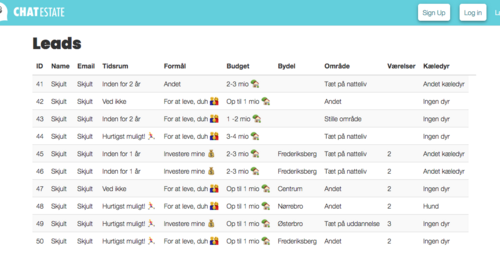 CHATESTATE Sign Up Log in
Leads
ID Navn Email Tidsrum Formål Budget Bydel Område Værelser Kæledyr
41 Skjult Skjult Inden for 2 år Andet 2-3 mio Tæt på natteliv Andet kæledyr
42 Skjult Skjult Ved ikke For at leve, duh Op til 1 mio Andet Ingen dyr
43 Skjult Skjult Inden for 2 år For at leve, duh 1 -2 mio Stille område Ingen dyr
44 Skjult Skjult Hurtigst muligt! For at leve, duh 3-4 mio Tæt på natteliv Ingen dyr
45 Skjult Skjult Inden for 1 år Investere mine 2-3 mio Frederiksberg Tæt på natteliv 2 Andet kæledyr
46 Skjult Skjult Inden for 1 år Investere mine 2-3 mio Tæt på natteliv 2 Andet kæledyr
47 Skjult Skjult Ved ikke For at leve, duh Op til 1 mio Centrum Andet 2 Ingen dyr
48 Skjult Skjult Hurtigst muligt! For at leve, duh Op til 1 mio Nørrebro Andet 2 Hund
49 Skjult Skjult Hurtigst muligt! Investere mine Op til 1 mio Østerbro Tæt på uddannelse 3 Ingen dyr
50 Skjult Skjult Hurtigst muligt! For at leve, duh Op til 1 mio Frederiksberg Andet 2 Ingen dyr